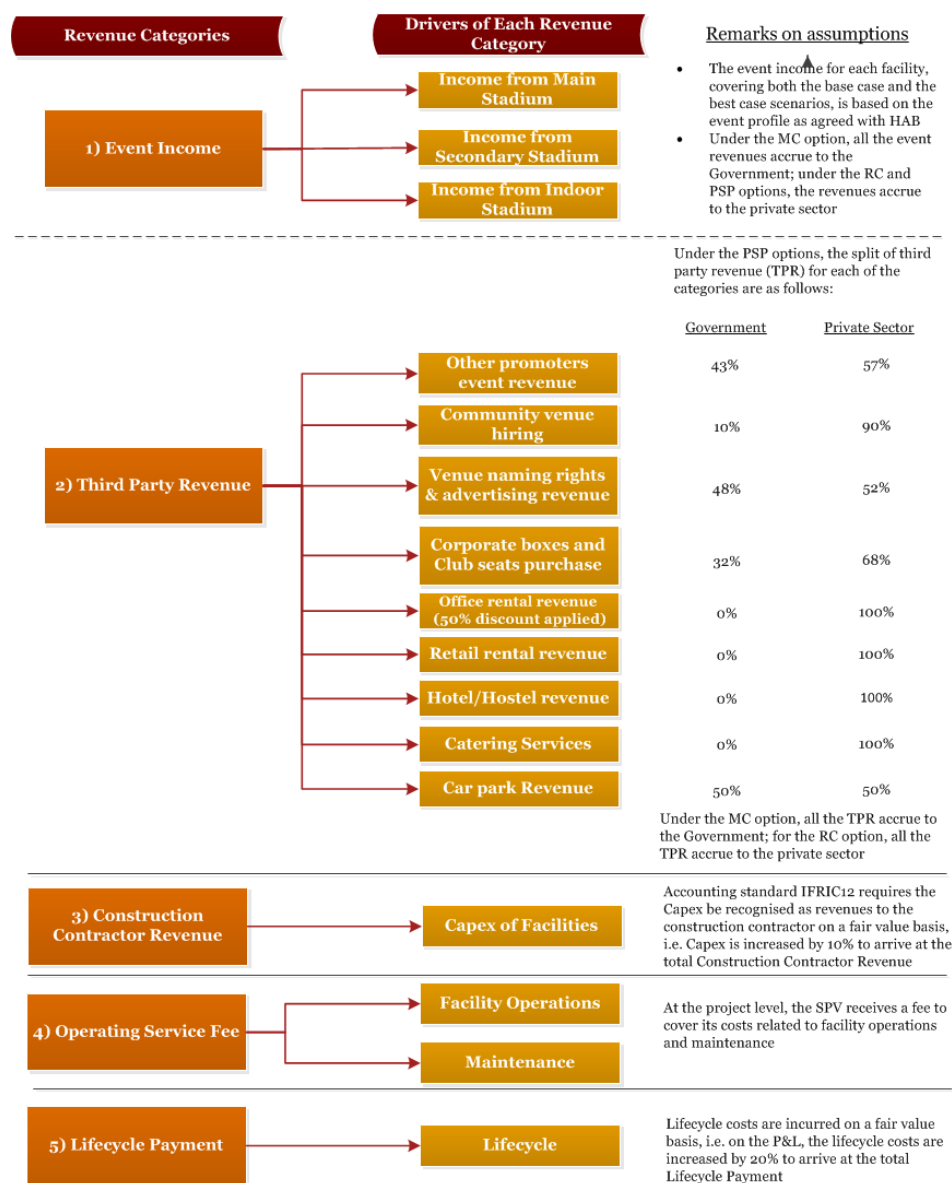 Revenue Categories
Drivers of Each Revenue
Category
Remarks on assumptions
1) Event Income
Income from Main
Stadium
Income from
Secondary Stadium
Income from Indoor
Stadium
• The event income for each facility,
covering both the base case and the
best case scenarios, is based on the
event profile as agreed with HAB
• Under the MC option, all the event
revenues accrue to the
Government; under the RC and
PSP options, the revenues accrue
to the private sector
Under the PSP options, the split of third
party revenue (TPR) for each of the
categories are as follows:
Government Private Sector
2) Third Party Revenue
Other promoters
event revenue
43% 57%
Community venue
hiring
10% 90%
Venue naming rights
& advertising revenue
48% 52%
Corporate boxes and
Club seats purchase
32% 68%
Office rental revenue
(50% discount applied)
0% 100%
Retail rental revenue
0% 100%
Hotel/Hostel revenue
0% 100%
Catering Services
0% 100%
Car park Revenue
50% 50%
Under the MC option, all the TPR accrue to
the Government; for the RC option, all the
TPR accrue to the private sector
3) Construction
Contractor Revenue
Capex of Facilities
Accounting standard IFRIC12 requires the
Capex be recognised as revenues to the
construction contractor on a fair value basis,
i.e. Capex is increased by 10% to arrive at the
total Construction Contractor Revenue
4) Operating Service Fee
Facility Operations
Maintenance
At the project level, the SPV receives a fee to
cover its costs related to facility operations
and maintenance
5) Lifecycle Payment
Lifecycle
Lifecycle costs are incurred on a fair value
basis, i.e. on the P&L, the lifecycle costs are
increased by 20% to arrive at the total
Lifecycle Payment